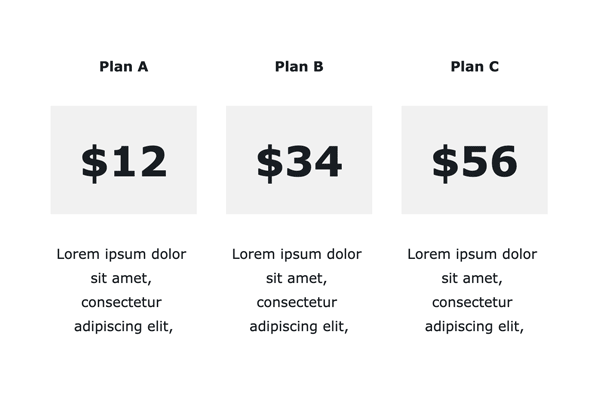 Plan A
$12
Lorem ipsum dolor
sit amet,
consectetur
adipiscing elit,
Plan B
$34
Lorem ipsum dolor
sit amet,
consectetur
adipiscing elit,
Plan C
$56
Lorem ipsum dolor
sit amet,
consectetur
adipiscing elit,